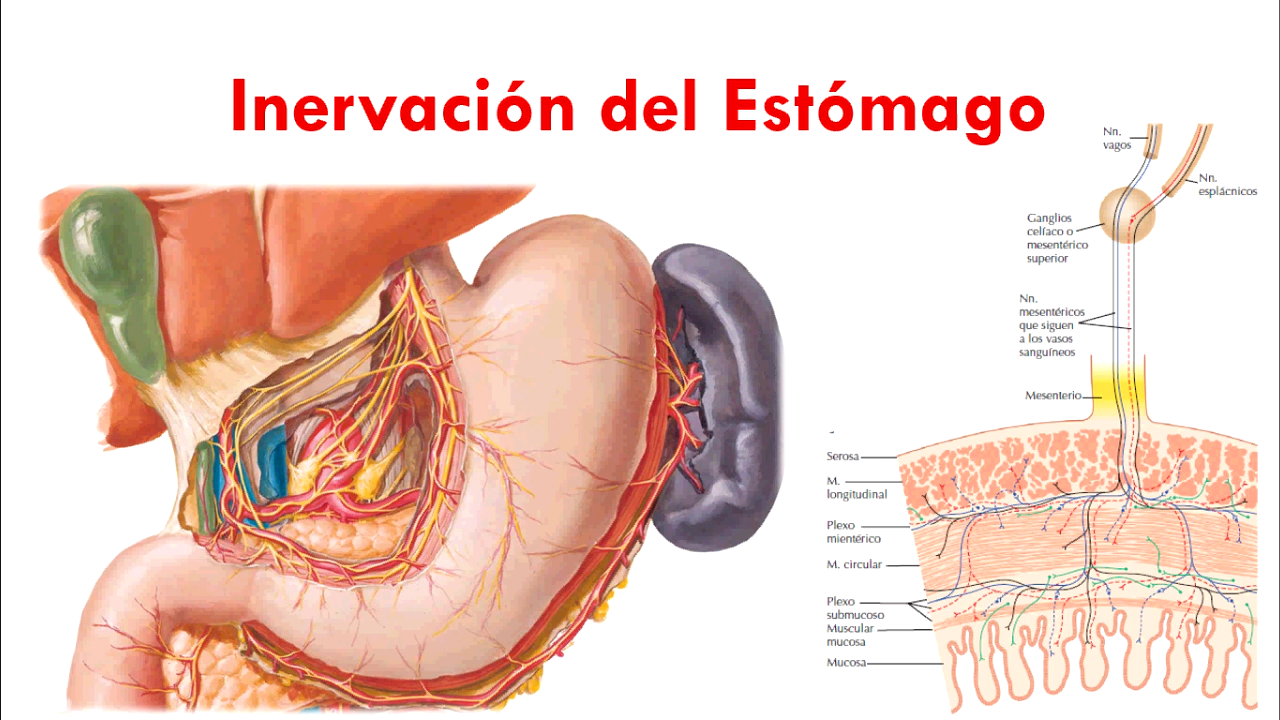 Inervación del Estómago
Nn.
vagos
Nn.
esplácnicos
Ganglios
celíaco o
mesentérico
superior
Nn.
mesentéricos
que siguen
a los vasos
sanguíneos
Mesenterio
Serosa
M.
longitudinal
Plexo
mientérico
M. circular
Plexo
submucoso
Muscular
mucosa
Mucosa